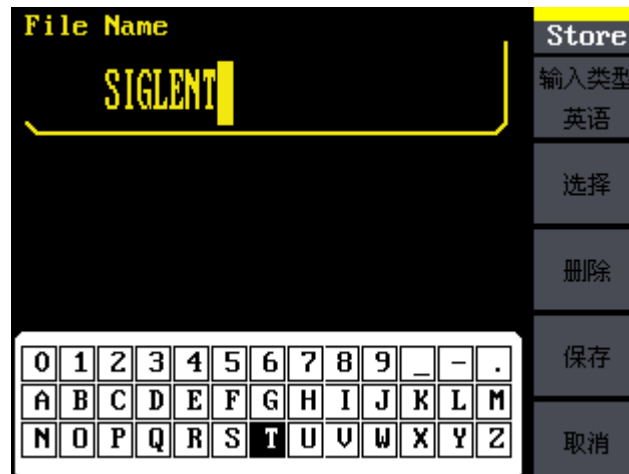 File Name
SIGLENT
Store
输入类型
英语
选择
删除
保存
取消
0 1 2 3 4 5 6 7 8 9 _ - .
A B C D E F G H I J K L M
N O P Q R S T U V W X Y Z